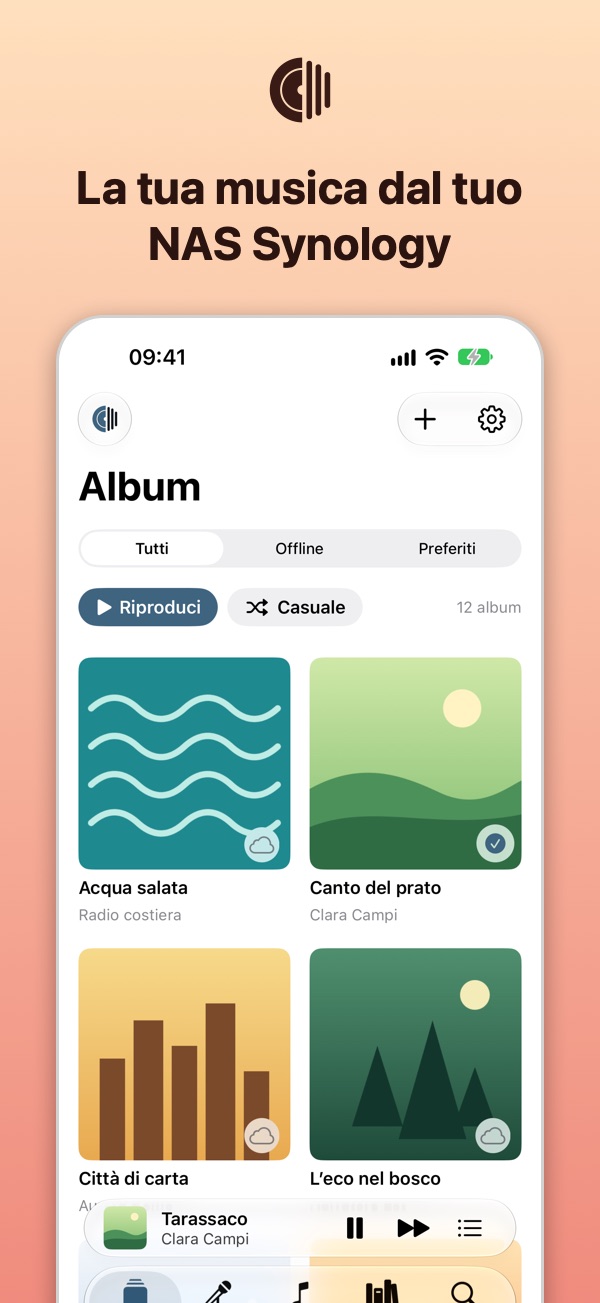 La tua musica dal tuo
NAS Synology
09:41
Album
Tutti
Offline
Preferiti
Riproduci
Casuale
12 album
Acqua salata
Canto del prato
Radio costiera
Clara Campi
Città di carta
L'eco nel bosco
Tarassaco
Clara Campi